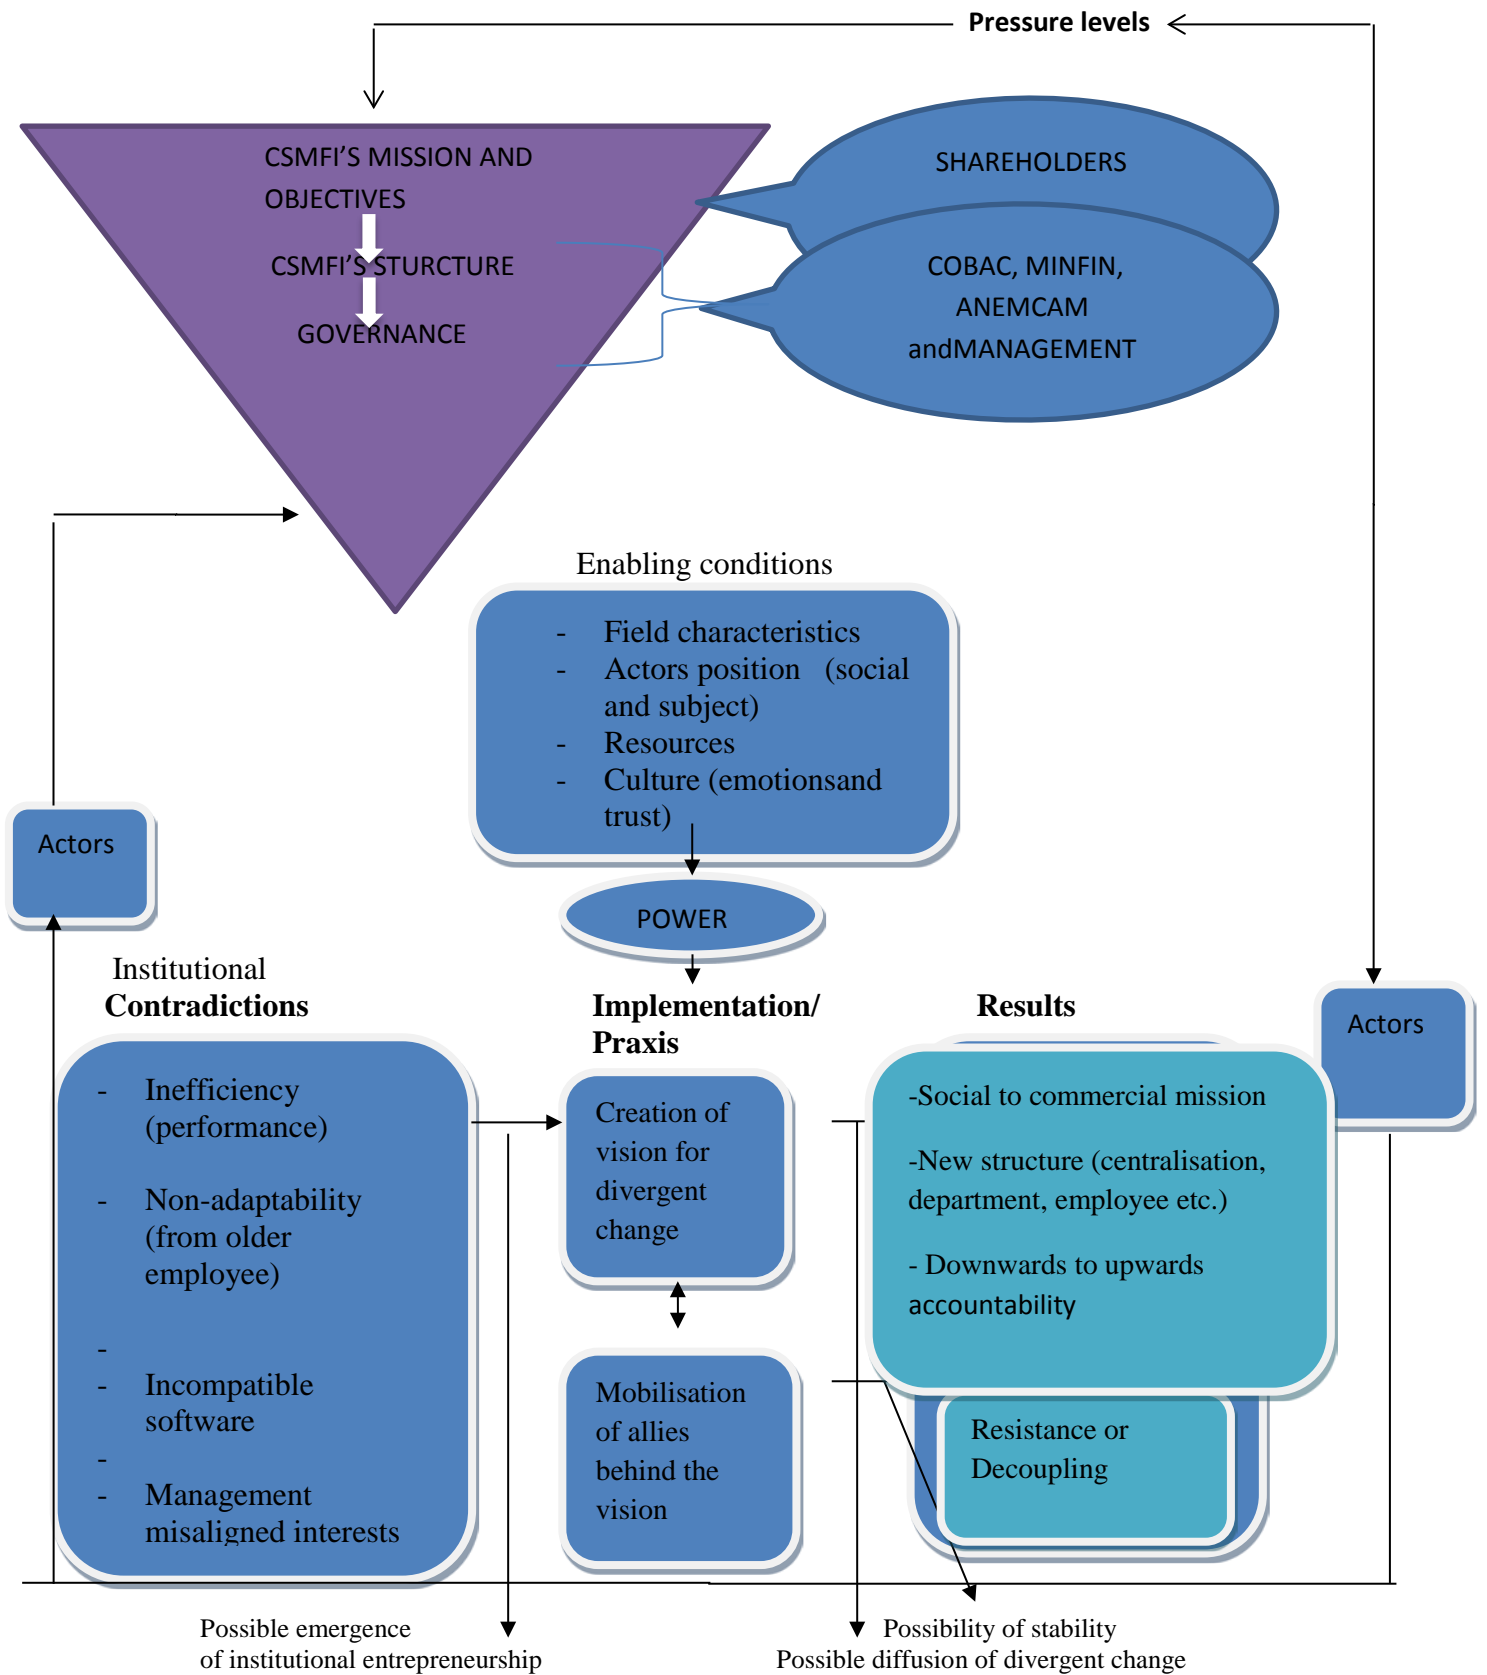 Pressure levels
CSMFI’S MISSION AND
OBJECTIVES
CSMFI’S STURCTURE
GOVERNANCE
SHAREHOLDERS
COBAC, MINFIN,
ANEMCAM
andMANAGEMENT
Enabling conditions
- Field characteristics
- Actors position (social
and subject)
- Resources
- Culture (emotionsand
trust)
Actors
POWER
Institutional
Contradictions
Implementation/
Praxis
Results
Actors
- Inefficiency
(performance)
- Non-adaptability
(from older
employee)
-
- Incompatible
software
-
- Management
misaligned interests
Creation of
vision for
divergent
change
Mobilisation
of allies
behind the
vision
-Social to commercial mission
-New structure (centralisation,
department, employee etc.)
- Downwards to upwards
accountability
Resistance or
Decoupling
Possible emergence
of institutional entrepreneurship
Possibility of stability
Possible diffusion of divergent change